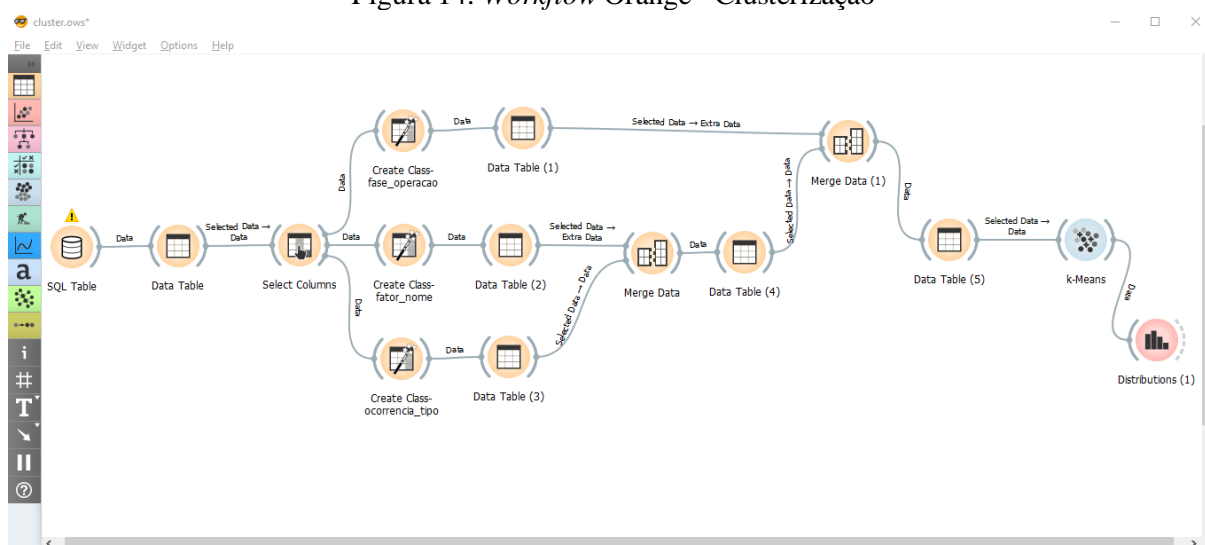 Figura 14: Workflow Orange - Clusterização
cluster.ows*
File Edit View Widget Options Help
Data
Selected Data → Extra Data
Create Class-
fase_operacao
Data Table (1)
Merge Data (1)
Data
Selected Data → Data
Data
Data
Selected Data →
Data
Data
Data
Selected Data →
Extra Data
Data
Selected Data →
Data
SQL Table
Data Table
Select Columns
Create Class-
fator_nome
Data Table (2)
Merge Data
Data Table (4)
Data Table (5)
k-Means
Data
Selected Data → Data
Data
Data
Create Class-
ocorrencia_tipo
Data Table (3)
Distributions (1)
a
i
#
T
?